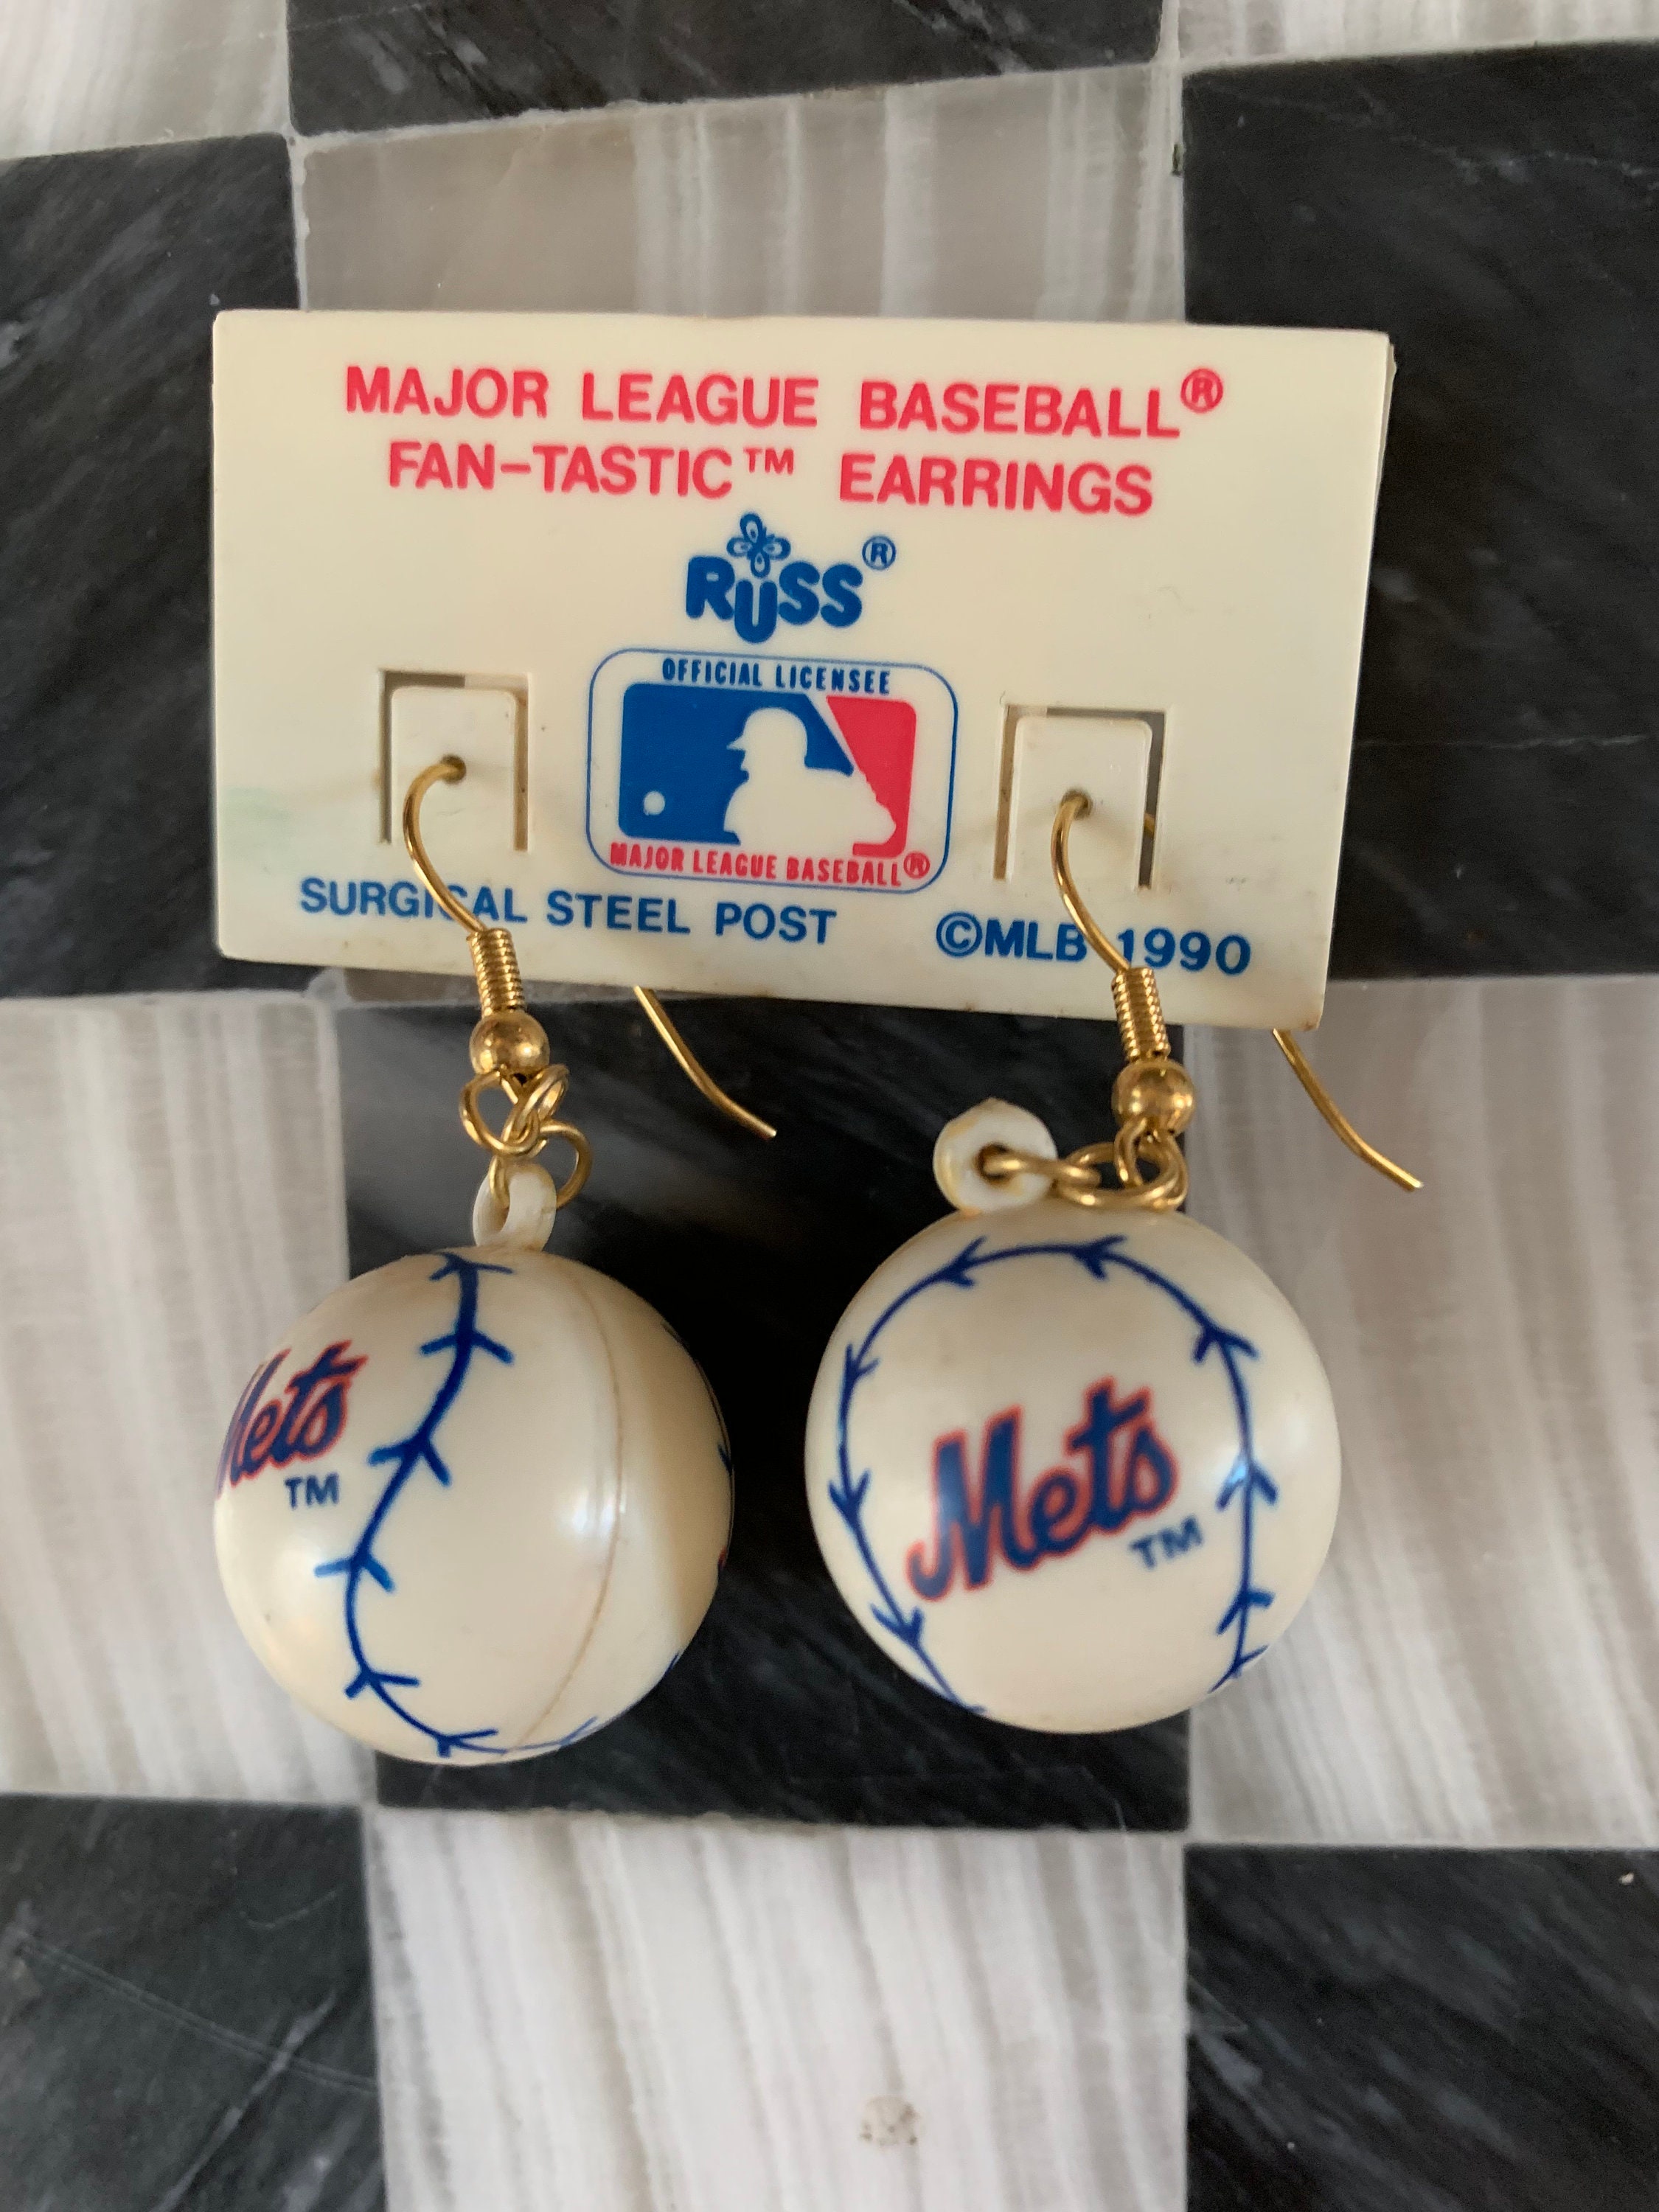 MAJOR LEAGUE BASEBALL®
FAN-TASTIC™ EARRINGS
RUSS®
OFFICIAL LICENSEE
MAJOR LEAGUE BASEBALL®
SURGICAL STEEL POST ©MLB 1990
Mets
TM
Mets
TM